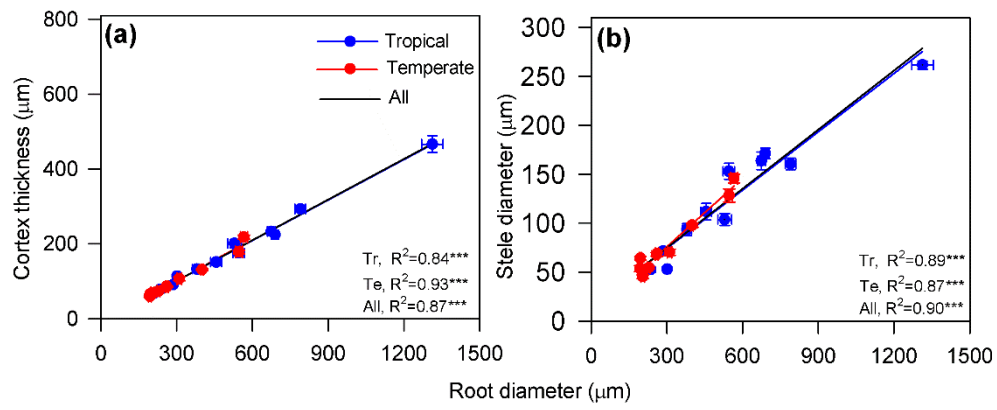 (a)
800
600
400
200
0
Cortex thickness (μm)
Tropical
Temperate
All
Tr, R²=0.84***
Te, R²=0.93***
All, R²=0.87***
0 300 600 900 1200 1500
(b)
300
250
200
150
100
50
0
Stele diameter (μm)
Tr, R²=0.89***
Te, R²=0.87***
All, R²=0.90***
0 300 600 900 1200 1500
Root diameter (μm)